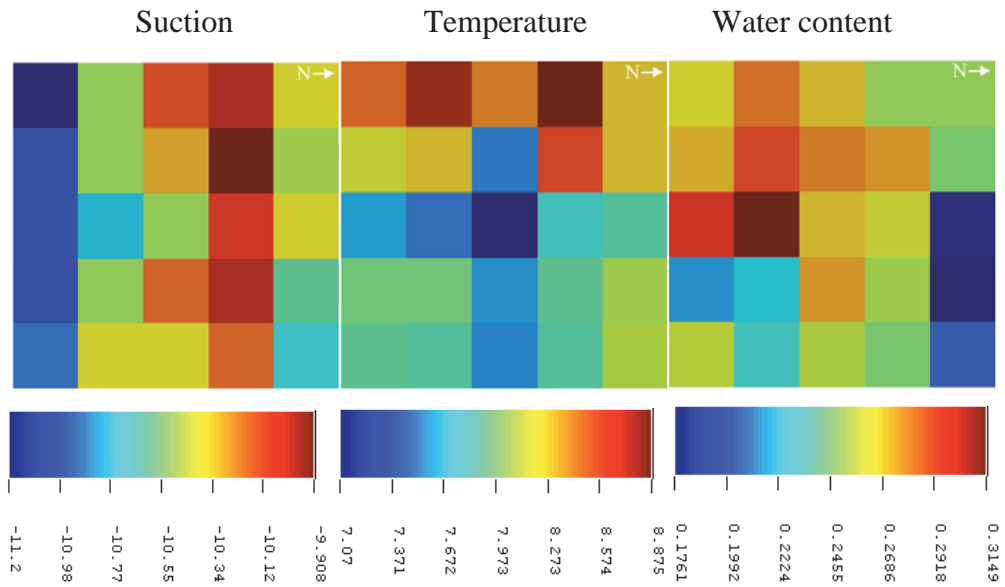 Suction Temperature Water content
N→ N→ N→
-11.2 -10.98 -10.77 -10.55 -10.34 -10.12 -9.908
7.07 7.371 7.672 7.973 8.273 8.574 8.875
0.1761 0.1992 0.2224 0.2455 0.2686 0.2918 0.3149